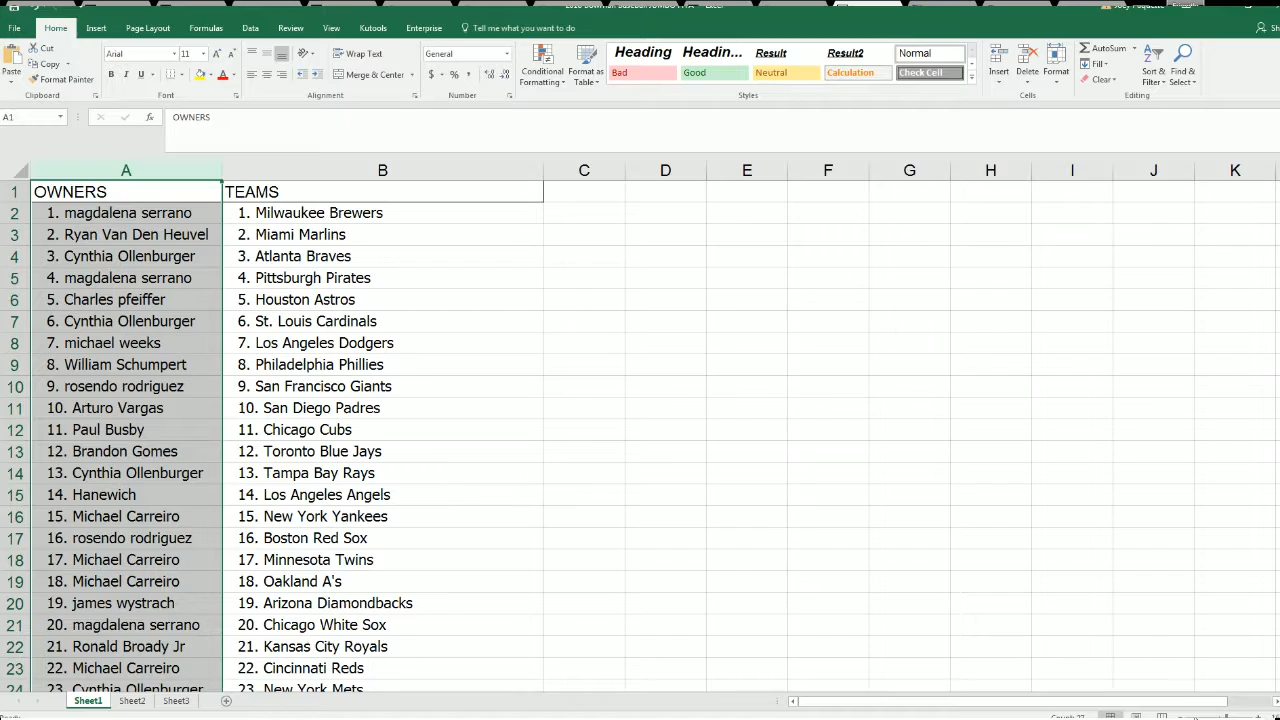 File Home Insert Page Layout Formulas Data Review View Kutools Enterprise Tell me what you want to do
Cut
Copy
Format Painter
Paste
Clipboard
Arial 11
B I U
Font
Wrap Text
Merge & Center
Alignment
General
$ % ,
Number
Conditional Formatting
Format as Table
Heading Headin... Result Result2 Normal
Bad Good Neutral Calculation Check Cell
Styles
Insert Delete Format
Cells
AutoSum
Fill
Clear
Sort & Filter
Find & Select
Editing
A1 fx OWNERS
A B C D E F G H I J K
1 OWNERS TEAMS
2 1. magdalena serrano 1. Milwaukee Brewers
3 2. Ryan Van Den Heuvel 2. Miami Marlins
4 3. Cynthia Ollenburger 3. Atlanta Braves
5 4. magdalena serrano 4. Pittsburgh Pirates
6 5. Charles pfeiffer 5. Houston Astros
7 6. Cynthia Ollenburger 6. St. Louis Cardinals
8 7. michael weeks 7. Los Angeles Dodgers
9 8. William Schumpert 8. Philadelphia Phillies
10 9. rosendo rodriguez 9. San Francisco Giants
11 10. Arturo Vargas 10. San Diego Padres
12 11. Paul Busby 11. Chicago Cubs
13 12. Brandon Gomes 12. Toronto Blue Jays
14 13. Cynthia Ollenburger 13. Tampa Bay Rays
15 14. Hanewich 14. Los Angeles Angels
16 15. Michael Carreiro 15. New York Yankees
17 16. rosendo rodriguez 16. Boston Red Sox
18 17. Michael Carreiro 17. Minnesota Twins
19 18. Michael Carreiro 18. Oakland A's
20 19. james wystrach 19. Arizona Diamondbacks
21 20. magdalena serrano 20. Chicago White Sox
22 21. Ronald Broady Jr 21. Kansas City Royals
23 22. Michael Carreiro 22. Cincinnati Reds
24 23. Cynthia Ollenburger 23. New York Mets
Sheet1 Sheet2 Sheet3